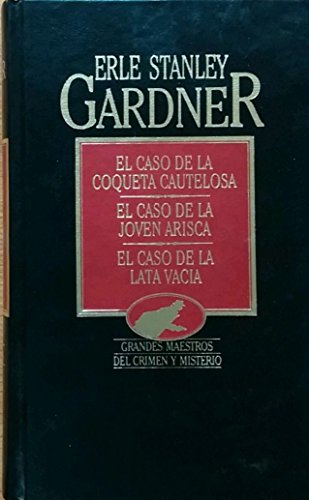 ERLE STANLEY
GARDNER
EL CASO DE LA
COQUETA CAUTELOSA
EL CASO DE LA
JOVEN ARISCA
EL CASO DE LA
LATA VACIA
GRANDES MAESTROS
DEL CRIMEN Y MISTERIO